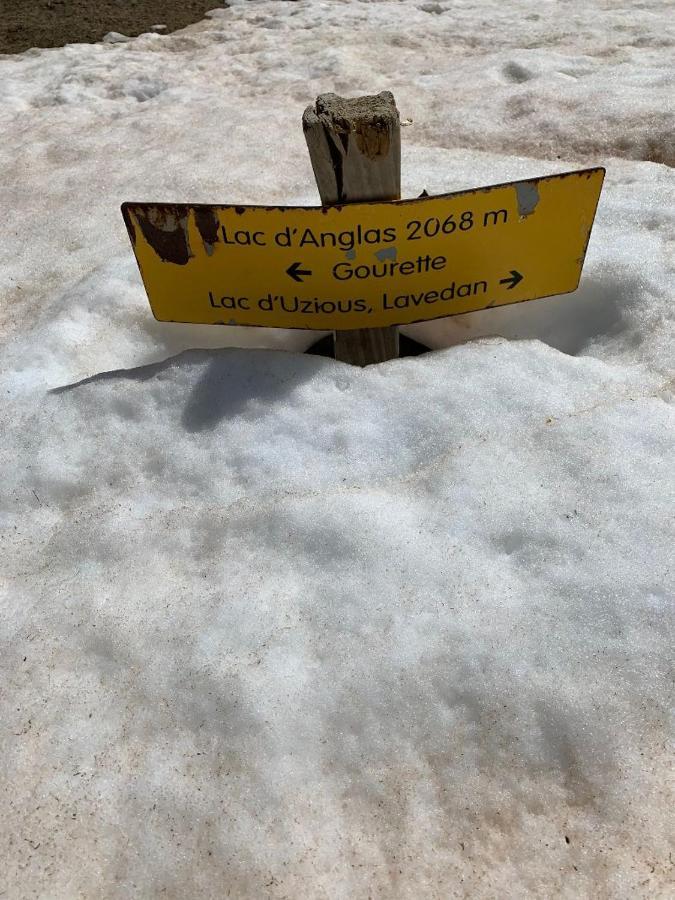 Lac d'Anglas 2068 m
← Gourette
Lac d'Uzious, Lavedan →